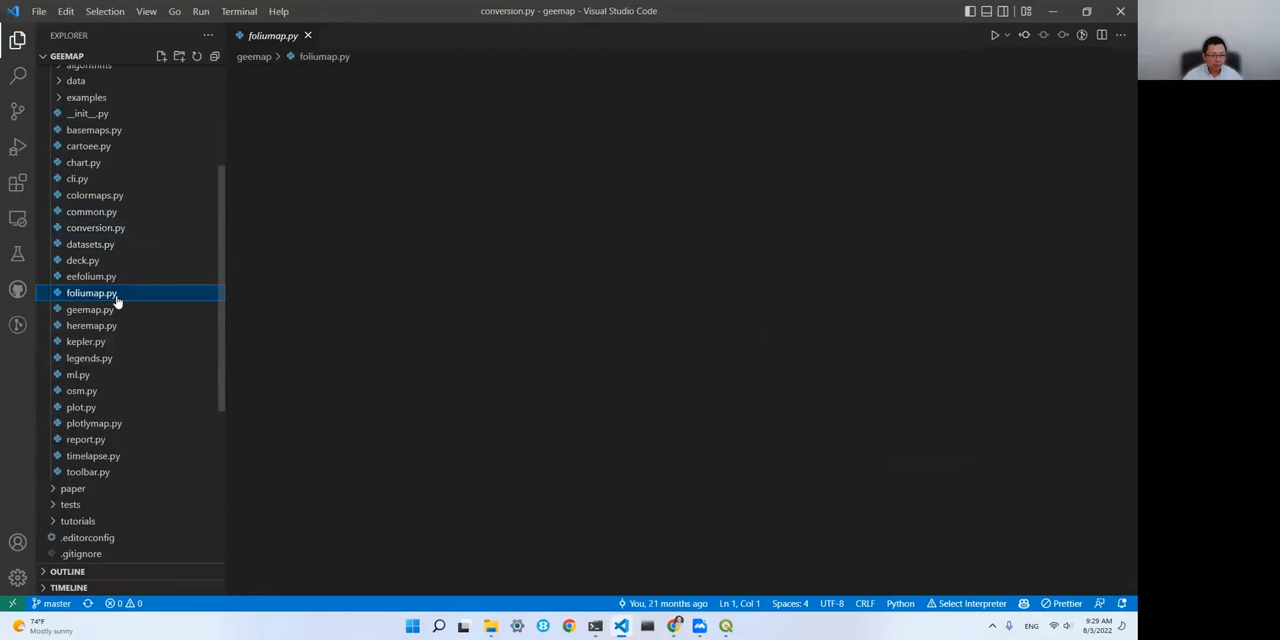 File Edit Selection View Go Run Terminal Help
conversion.py - geemap - Visual Studio Code
EXPLORER
foliumap.py
GEEMAP
geemap > foliumap.py
algorithms
data
examples
__init__.py
basemaps.py
cartoee.py
chart.py
cli.py
colormaps.py
common.py
conversion.py
datasets.py
deck.py
eefolium.py
foliumap.py
geemap.py
heremap.py
kepler.py
legends.py
ml.py
osm.py
plot.py
plotlymap.py
report.py
timelapse.py
toolbar.py
paper
tests
tutorials
.editorconfig
.gitignore
OUTLINE
TIMELINE
master 0 0 You, 21 months ago Ln 1, Col 1 Spaces: 4 UTF-8 CRLF Python Select Interpreter Prettier
74°F
Mostly sunny
ENG
9:29 AM
8/3/2022